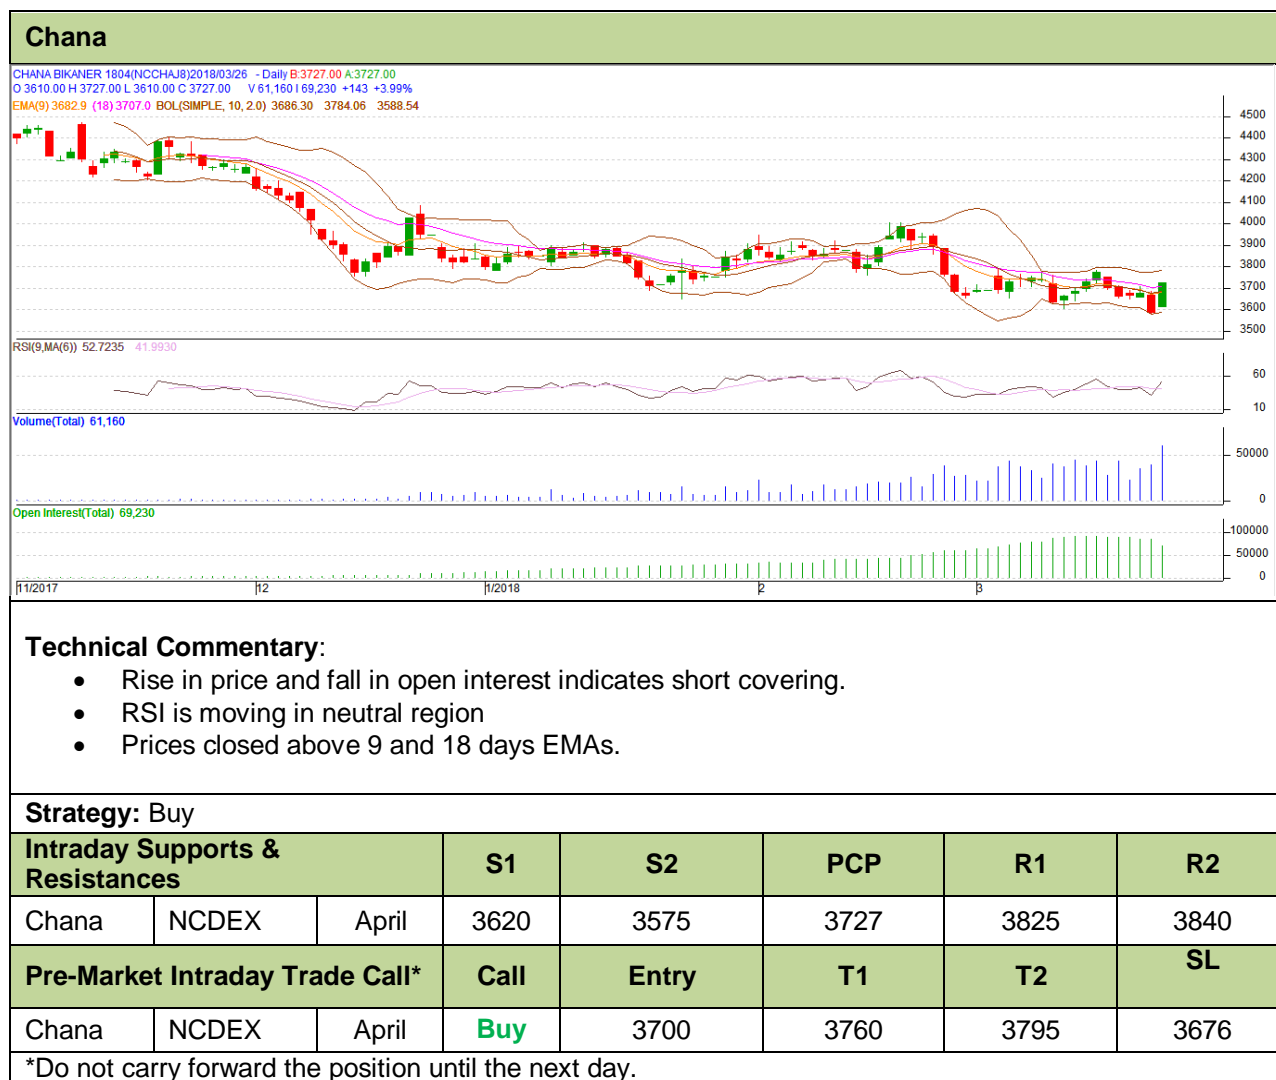 Chana
CHANA BIKANER 1804(NCCHAJ8)2018/03/26 - Daily B:3727.00 A:3727.00
O 3610.00 H 3727.00 L 3610.00 C 3727.00 V 61,160 I 69,230 +143 +3.99%
EMA(9) 3682.9 (18) 3707.0 BOL(SIMPLE, 10, 2.0) 3686.30 3784.06 3588.54
4500
4400
4300
4200
4100
4000
3900
3800
3700
3600
3500
RSI(9,MA(6)) 52.7235 41.9930
60
10
Volume(Total) 61,160
50000
0
Open Interest(Total) 69,230
100000
50000
0
11/2017 12 1/2018 2 3
Technical Commentary:
• Rise in price and fall in open interest indicates short covering.
• RSI is moving in neutral region
• Prices closed above 9 and 18 days EMAs.
Strategy: Buy
Intraday Supports & Resistances S1 S2 PCP R1 R2
Chana NCDEX April 3620 3575 3727 3825 3840
Pre-Market Intraday Trade Call* Call Entry T1 T2 SL
Chana NCDEX April Buy 3700 3760 3795 3676
*Do not carry forward the position until the next day.